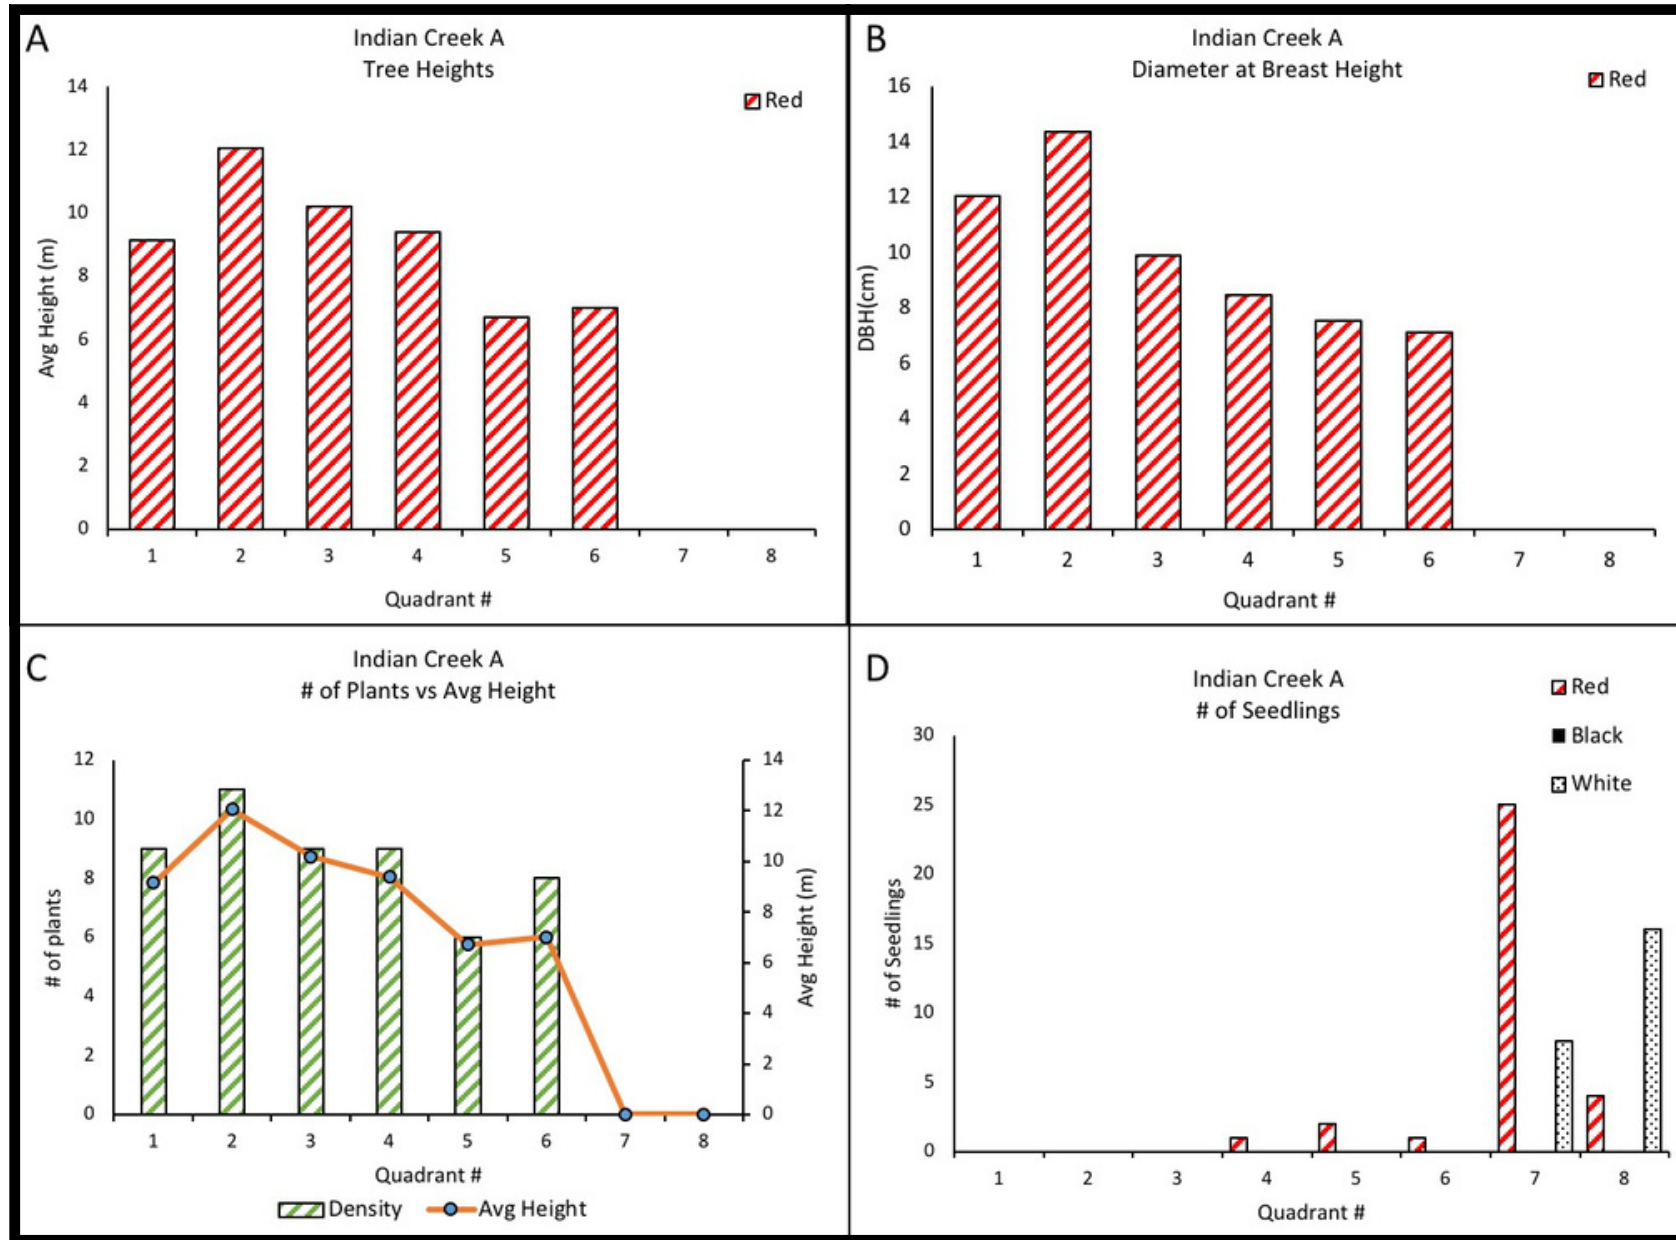 A
Indian Creek A
Tree Heights
Red
14
12
10
8
6
4
2
0
Avg Height (m)
1 2 3 4 5 6 7 8
Quadrant #
B
Indian Creek A
Diameter at Breast Height
Red
16
14
12
10
8
6
4
2
0
DBH(cm)
1 2 3 4 5 6 7 8
Quadrant #
C
Indian Creek A
# of Plants vs Avg Height
12
10
8
6
4
2
0
# of plants
14
12
10
8
6
4
2
0
Avg Height (m)
1 2 3 4 5 6 7 8
Quadrant #
Density Avg Height
D
Indian Creek A
# of Seedlings
Red
Black
White
30
25
20
15
10
5
0
# of Seedlings
1 2 3 4 5 6 7 8
Quadrant #